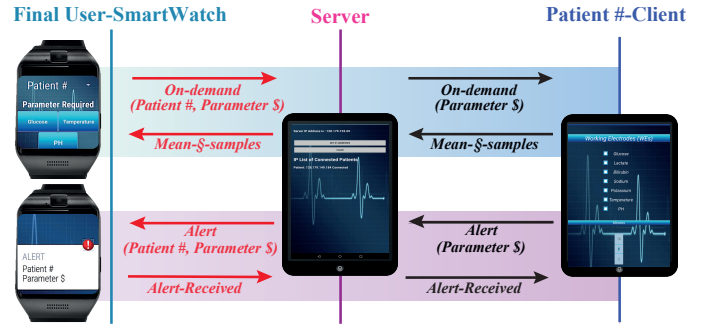 Final User-SmartWatch
Server
Patient #-Client
Patient #
Parameter Required
Glucose
Temperature
PH
On-demand
(Patient #, Parameter $)
Mean-§-samples
On-demand
(Parameter $)
Mean-§-samples
IP List of Connected Patients
Working Electrodes (WEs)
Glucose
Lactate
Bilirubin
Sodium
Potassium
Temperature
PH
ALERT
Patient #
Parameter $
Alert
(Patient #, Parameter $)
Alert-Received
Alert
(Parameter $)
Alert-Received